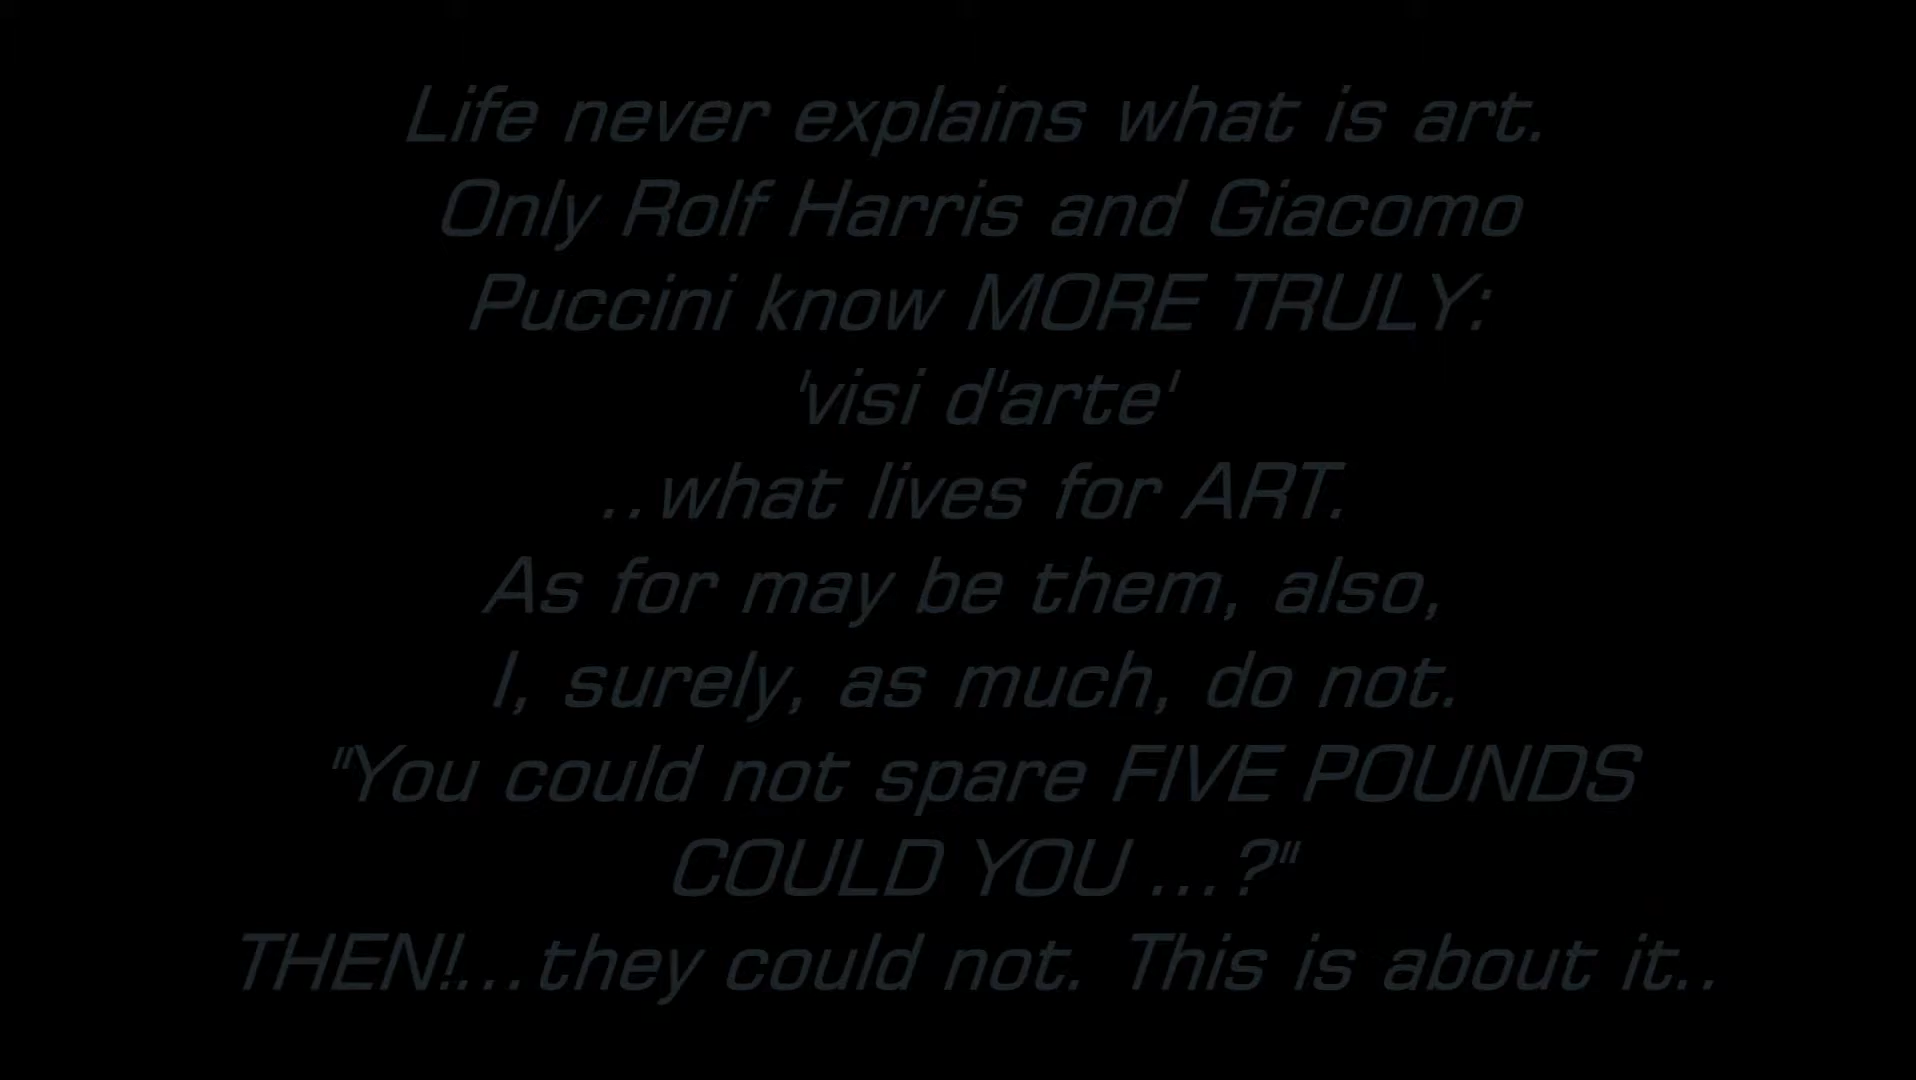 Life never explains what is art.
Only Rolf Harris and Giacomo
Puccini know MORE TRULY:
'visi d'arte'
..what lives for ART.
As for may be them, also,
I, surely, as much, do not.
"You could not spare FIVE POUNDS
COULD YOU ...?"
THEN!...they could not. This is about it..